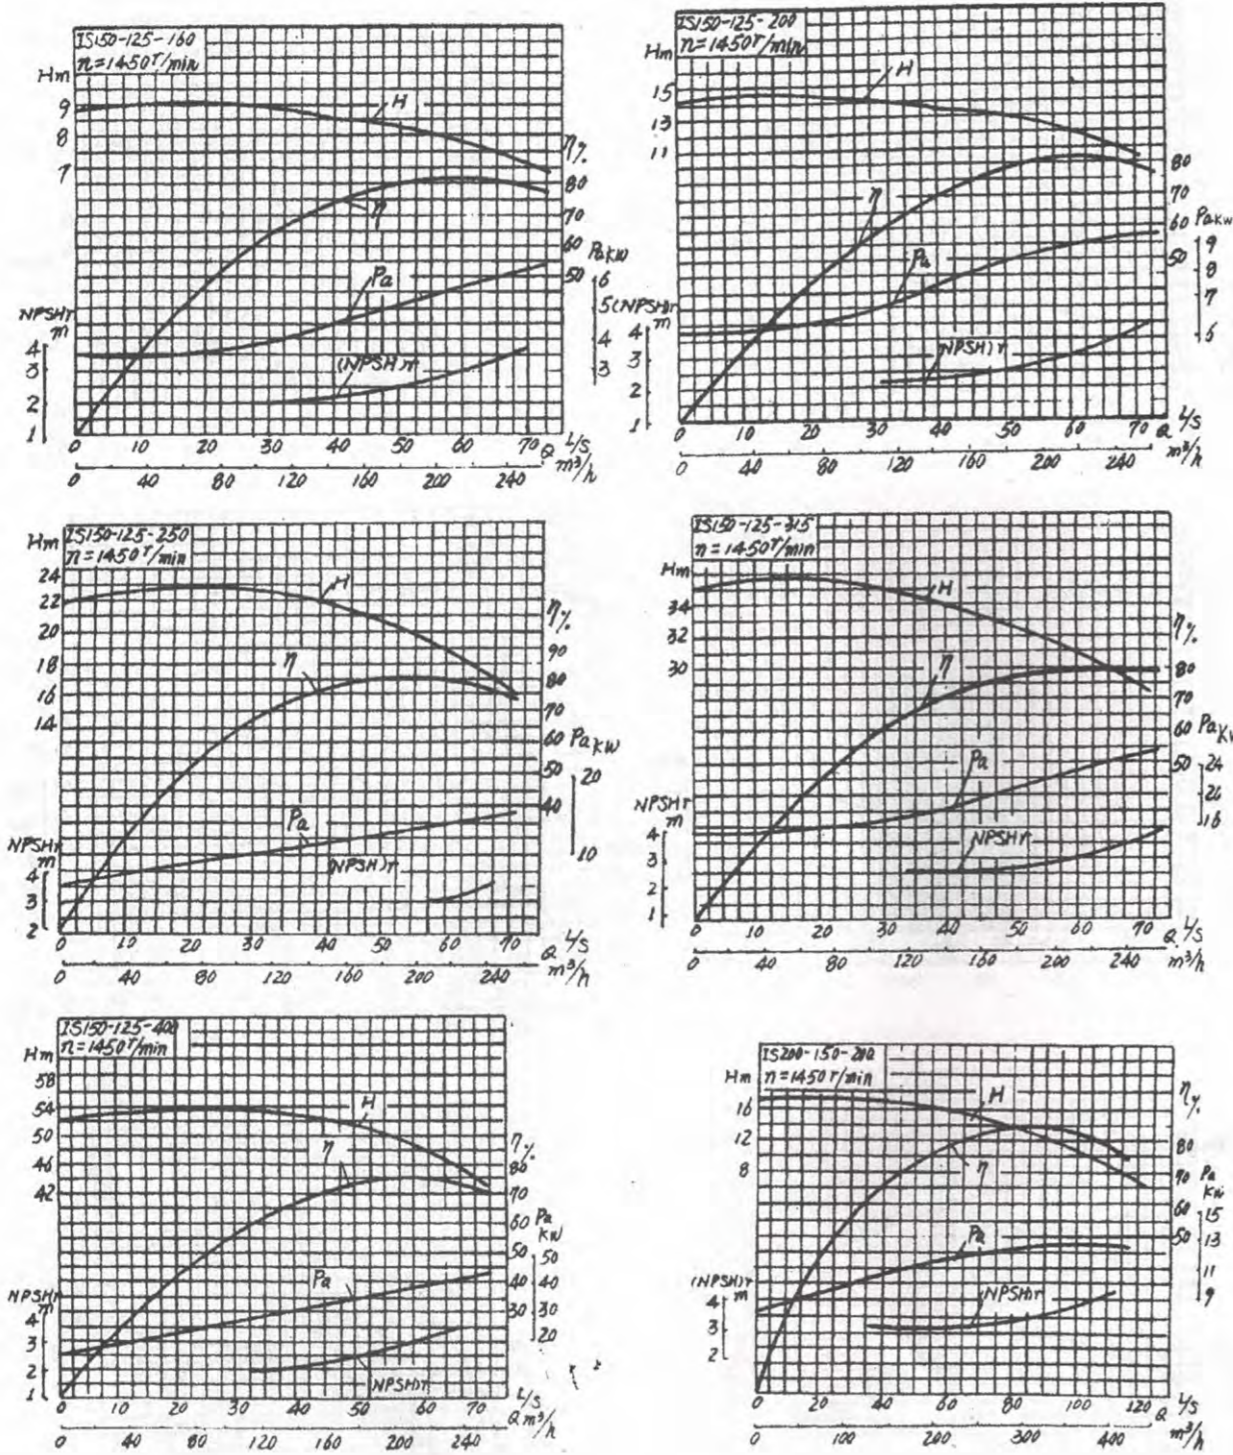 IS150-125-160
n=1450r/min
Hm
9
8
7
H
η%
80
70
60
50
η
PaKW
6
5
4
3
Pa
NPSHr
m
4
3
2
1
(NPSH)r
0 10 20 30 40 50 60 70 L/S
Q
0 40 80 120 160 200 240 m³/h
IS150-125-200
n=1450r/min
Hm
15
13
11
H
80
70
60
50
η
PaKW
9
8
7
6
Pa
(NPSH)r
m
4
3
2
1
(NPSH)r
0 10 20 30 40 50 60 70 Q L/S
0 40 80 120 160 200 240 m³/h
IS150-125-250
n=1450r/min
Hm
24
22
20
18
16
14
H
η%
90
80
70
60
50
40
η
PaKW
20
10
Pa
NPSHr
m
4
3
2
(NPSH)r
0 10 20 30 40 50 60 70 L/S
Q
0 40 80 120 160 200 240 m³/h
IS150-125-315
n=1450r/min
Hm
34
32
30
H
η%
80
70
60
50
η
PaKW
24
20
16
Pa
NPSHr
m
4
3
2
1
NPSHr
0 10 20 30 40 50 60 70 L/S
Q
0 40 80 120 160 200 240 m³/h
IS150-125-400
n=1450r/min
Hm
58
54
50
46
42
H
η%
80
70
60
50
40
30
η
Pa
KW
50
40
30
20
Pa
NPSHr
m
4
3
2
1
NPSHr
0 10 20 30 40 50 60 70 L/S
0 40 80 120 160 200 240 Q m³/h
IS200-150-200
n=1450r/min
Hm
16
12
8
H
η%
80
70
60
50
η
Pa
KW
15
13
11
9
Pa
(NPSH)r
m
4
3
2
(NPSH)r
0 20 40 60 80 100 120 L/S
Q
0 100 200 300 400 m³/h